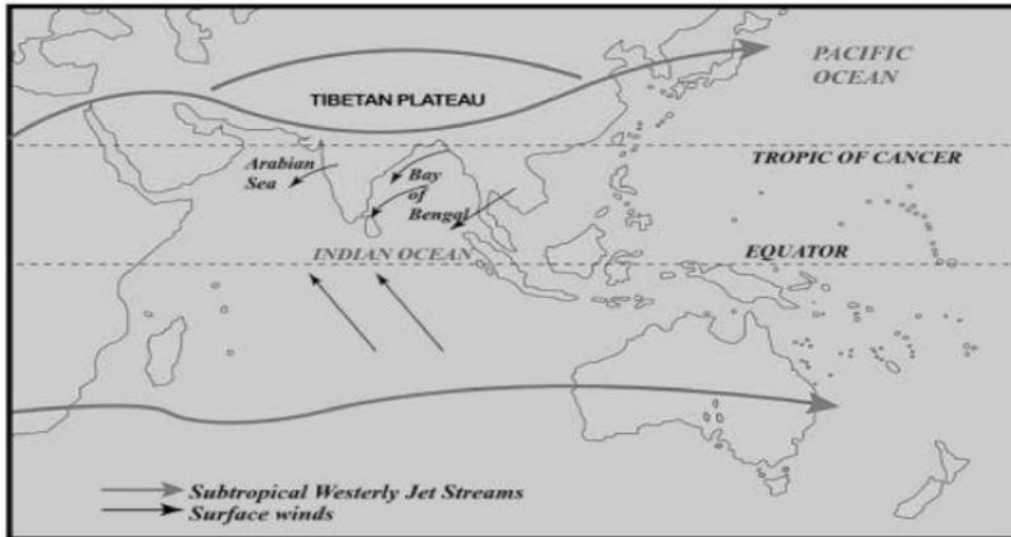 PACIFIC
OCEAN
TIBETAN PLATEAU
Arabian
Sea
Bay
of
Bengal
TROPIC OF CANCER
INDIAN OCEAN
EQUATOR
Subtropical Westerly Jet Streams
Surface winds